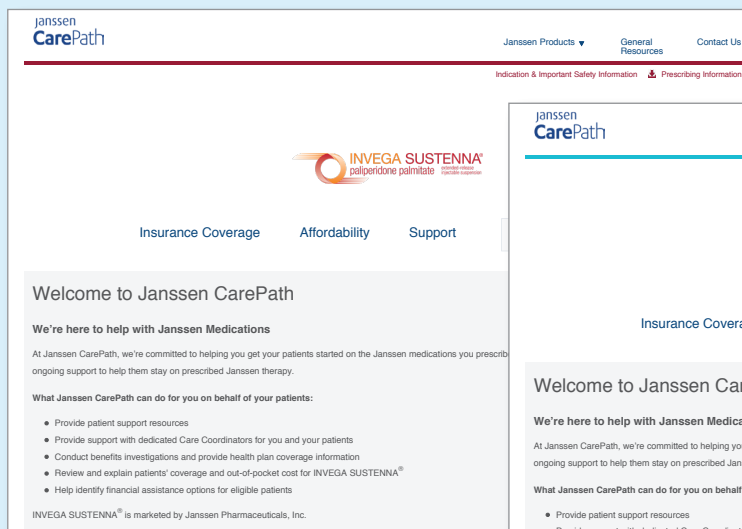 janssen
CarePath
Janssen Products General Resources Contact Us
Indication & Important Safety Information Prescribing Information
INVEGA SUSTENNA®
paliperidone palmitate extended-release injectable suspension
Insurance Coverage Affordability Support
Welcome to Janssen CarePath
We're here to help with Janssen Medications
At Janssen CarePath, we're committed to helping you get your patients started on the Janssen medications you prescrib
ongoing support to help them stay on prescribed Janssen therapy.
What Janssen CarePath can do for you on behalf of your patients:
Provide patient support resources
Provide support with dedicated Care Coordinators for you and your patients
Conduct benefits investigations and provide health plan coverage information
Review and explain patients' coverage and out-of-pocket cost for INVEGA SUSTENNA®
Help identify financial assistance options for eligible patients
INVEGA SUSTENNA® is marketed by Janssen Pharmaceuticals, Inc.
janssen
CarePath
Insurance Covera
Welcome to Janssen Ca
We're here to help with Janssen Medica
At Janssen CarePath, we're committed to helping yo
ongoing support to help them stay on prescribed Jan
What Janssen CarePath can do for you on behalf
Provide patient support resources